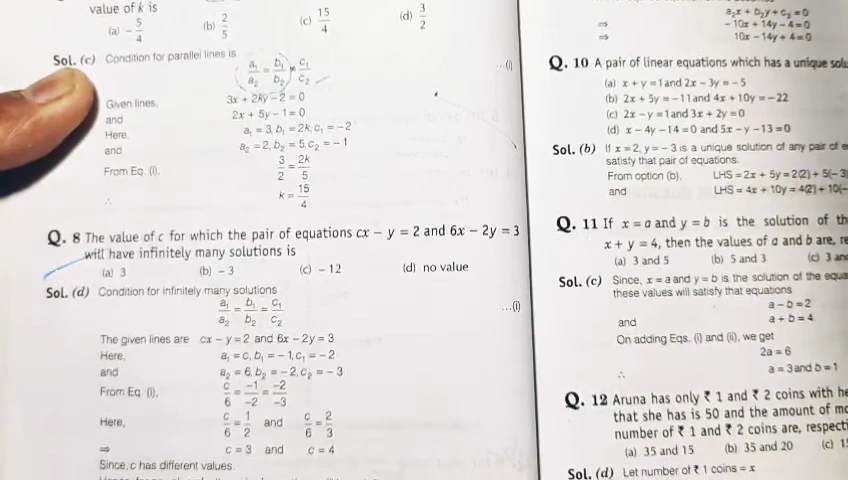 value of k is
(a) − 5/4 (b) 2/5 (c) 15/4 (d) 3/2
Sol. (c) Condition for parallel lines is
a₁/a₂ = b₁/b₂ ≠ c₁/c₂ ...(i)
Given lines, 3x + 2ky − 2 = 0
and 2x + 5y − 1 = 0
Here, a₁ = 3, b₁ = 2k, c₁ = −2
and a₂ = 2, b₂ = 5, c₂ = −1
From Eq. (i), 3/2 = 2k/5
∴ k = 15/4
Q. 8 The value of c for which the pair of equations cx − y = 2 and 6x − 2y = 3
will have infinitely many solutions is
(a) 3 (b) − 3 (c) − 12 (d) no value
Sol. (d) Condition for infinitely many solutions
a₁/a₂ = b₁/b₂ = c₁/c₂ ...(i)
The given lines are cx − y = 2 and 6x − 2y = 3
Here, a₁ = c, b₁ = − 1, c₁ = −2
and a₂ = 6, b₂ = −2, c₂ = − 3
From Eq. (i), c/6 = −1/−2 = −2/−3
Here, c/6 = 1/2 and c/6 = 2/3
⇒ c = 3 and c = 4
Since, c has different values.
a₂x + b₂y + c₂ = 0
⇒ − 10x + 14y − 4 = 0
⇒ 10x − 14y + 4 = 0
Q. 10 A pair of linear equations which has a unique
(a) x + y = 1 and 2x − 3y = −5
(b) 2x + 5y = −11 and 4x + 10y = −22
(c) 2x − y = 1 and 3x + 2y = 0
(d) x − 4y − 14 = 0 and 5x − y − 13 = 0
Sol. (b) If x = 2, y = − 3 is a unique solution of any pair of
satisfy that pair of equations.
From option (b), LHS = 2x + 5y = 2(2) + 5(−3
and LHS = 4x + 10y = 4(2) + 10(−
Q. 11 If x = a and y = b is the solution of
x + y = 4, then the values of a and b are,
(a) 3 and 5 (b) 5 and 3 (c) 3
Sol. (c) Since, x = a and y = b is the solution of the
these values will satisfy that equations
a − b = 2
and a + b = 4
On adding Eqs. (i) and (ii), we get
2a = 6
∴ a = 3 and b = 1
Q. 12 Aruna has only ₹ 1 and ₹ 2 coins with
that she has is 50 and the amount of
number of ₹ 1 and ₹ 2 coins are,
(a) 35 and 15 (b) 35 and 20 (c)
Sol. (d) Let number of ₹ 1 coins = x